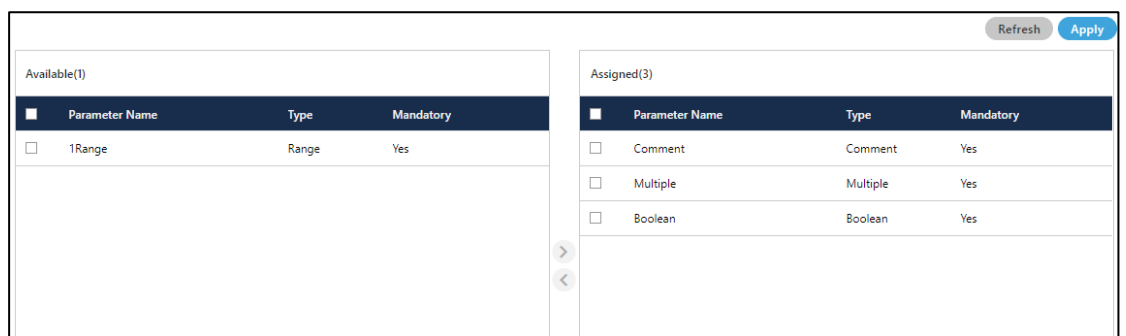 Refresh Apply
Available(1)
Parameter Name Type Mandatory
1Range Range Yes
Assigned(3)
Parameter Name Type Mandatory
Comment Comment Yes
Multiple Multiple Yes
Boolean Boolean Yes